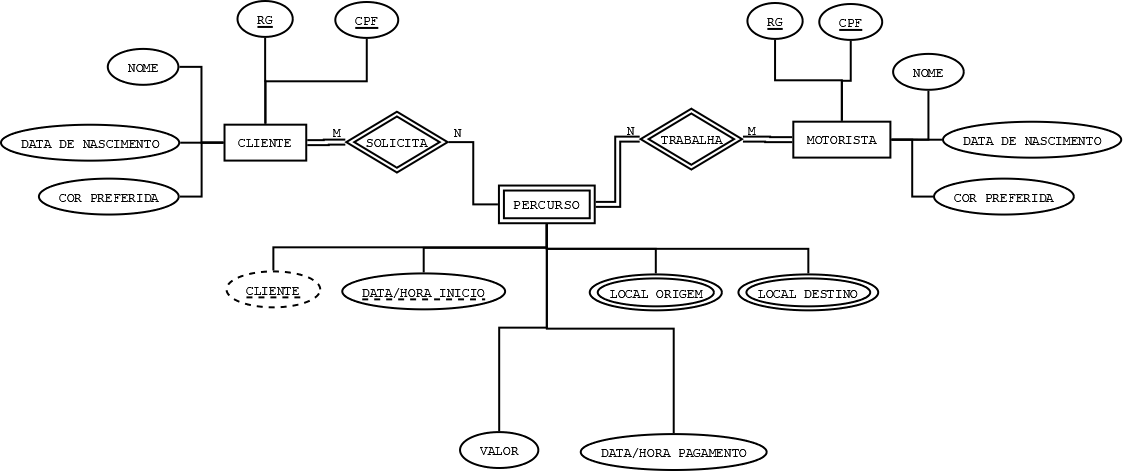 RG
CPF
RG
CPF
NOME
NOME
DATA DE NASCIMENTO
CLIENTE
M
SOLICITA
N
N
TRABALHA
M
MOTORISTA
DATA DE NASCIMENTO
COR PREFERIDA
PERCURSO
COR PREFERIDA
CLIENTE
DATA/HORA INICIO
LOCAL ORIGEM
LOCAL DESTINO
VALOR
DATA/HORA PAGAMENTO